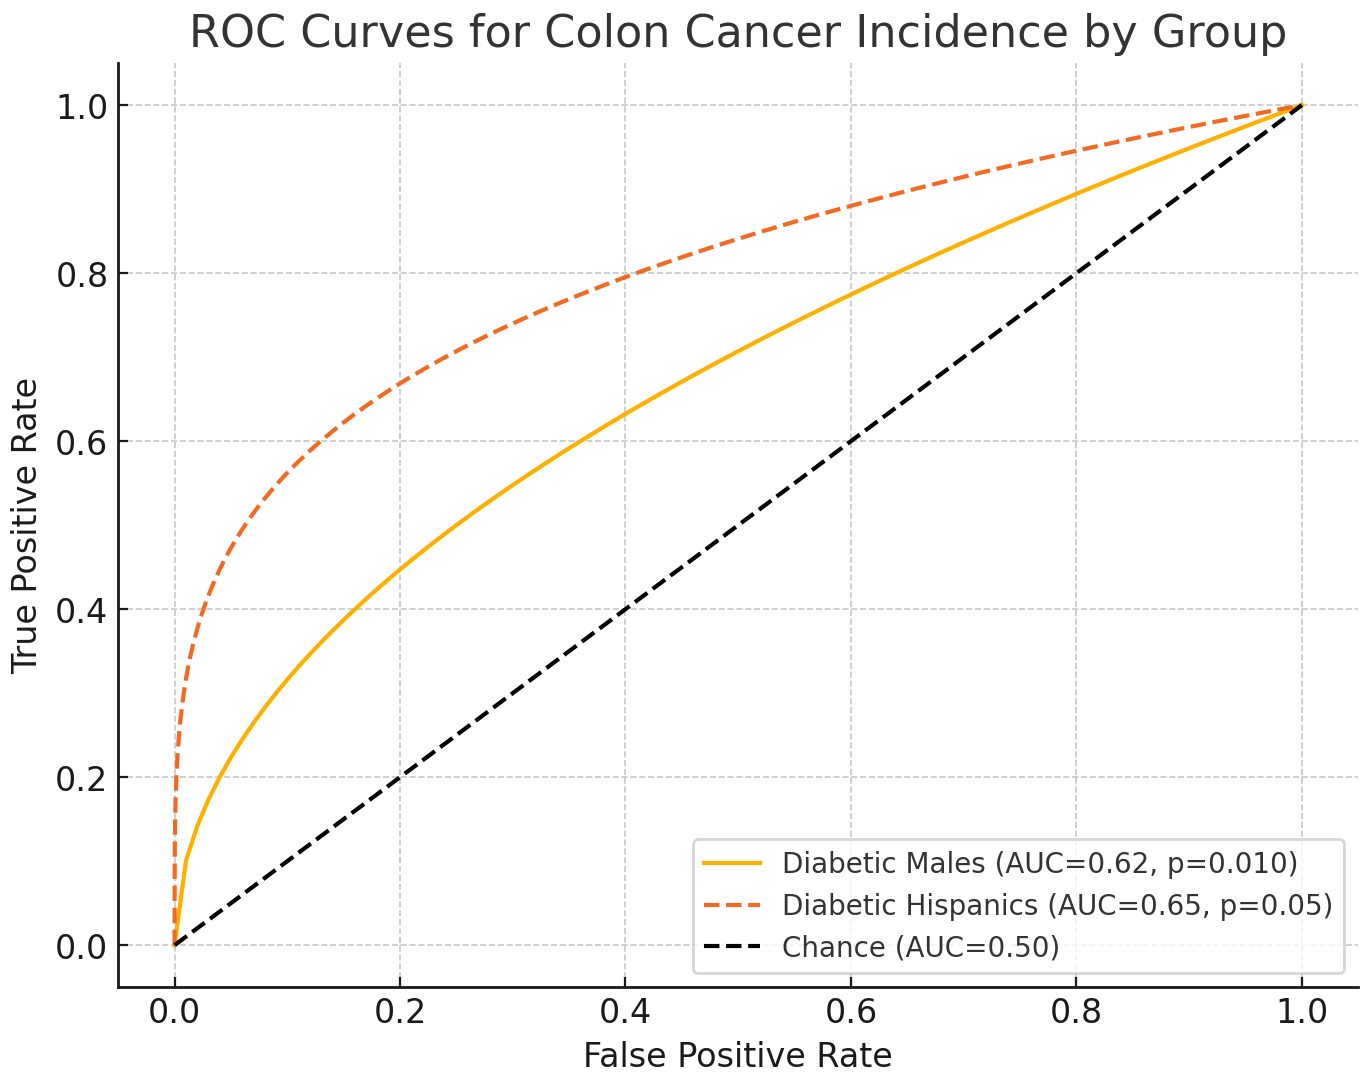 ROC Curves for Colon Cancer Incidence by Group
True Positive Rate
1.0
0.8
0.6
0.4
0.2
0.0
Diabetic Males (AUC=0.62, p=0.010)
Diabetic Hispanics (AUC=0.65, p=0.05)
Chance (AUC=0.50)
0.0 0.2 0.4 0.6 0.8 1.0
False Positive Rate